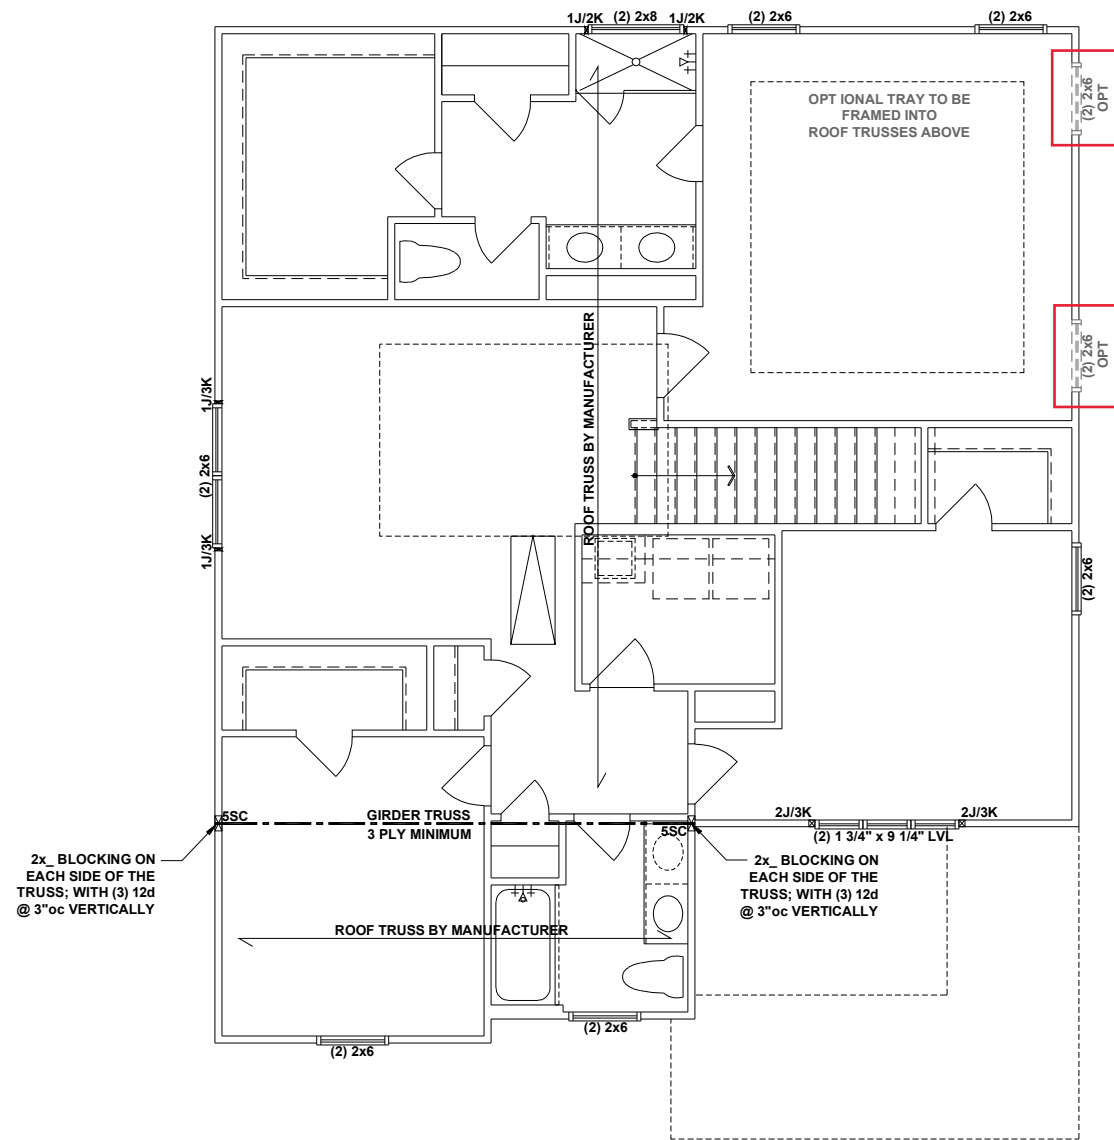 1J/2K
(2) 2x8
1J/2K
(2) 2x6
(2) 2x6
(2) 2x6
OPT
OPT IONAL TRAY TO BE
FRAMED INTO
ROOF TRUSSES ABOVE
(2) 2x6
OPT
ROOF TRUSS BY MANUFACTURER
1J/3K
(2) 2x6
1J/3K
(2) 2x6
5SC
GIRDER TRUSS
3 PLY MINIMUM
5SC
2J/3K
2J/3K
(2) 1 3/4" x 9 1/4" LVL
2x_ BLOCKING ON
EACH SIDE OF THE
TRUSS; WITH (3) 12d
@ 3"oc VERTICALLY
2x_ BLOCKING ON
EACH SIDE OF THE
TRUSS; WITH (3) 12d
@ 3"oc VERTICALLY
ROOF TRUSS BY MANUFACTURER
(2) 2x6
(2) 2x6